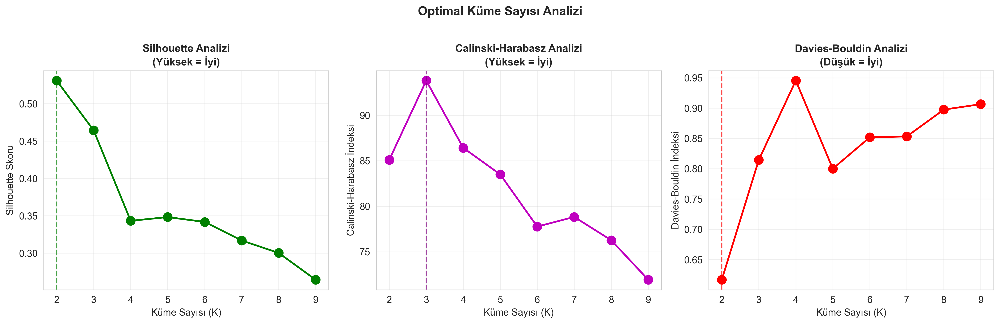 Optimal Küme Sayısı Analizi
Silhouette Analizi
(Yüksek = İyi)
Silhouette Skoru
0.50
0.45
0.40
0.35
0.30
2 3 4 5 6 7 8 9
Küme Sayısı (K)
Calinski-Harabasz Analizi
(Yüksek = İyi)
Calinski-Harabasz İndeksi
90
85
80
75
2 3 4 5 6 7 8 9
Küme Sayısı (K)
Davies-Bouldin Analizi
(Düşük = İyi)
Davies-Bouldin İndeksi
0.95
0.90
0.85
0.80
0.75
0.70
0.65
2 3 4 5 6 7 8 9
Küme Sayısı (K)